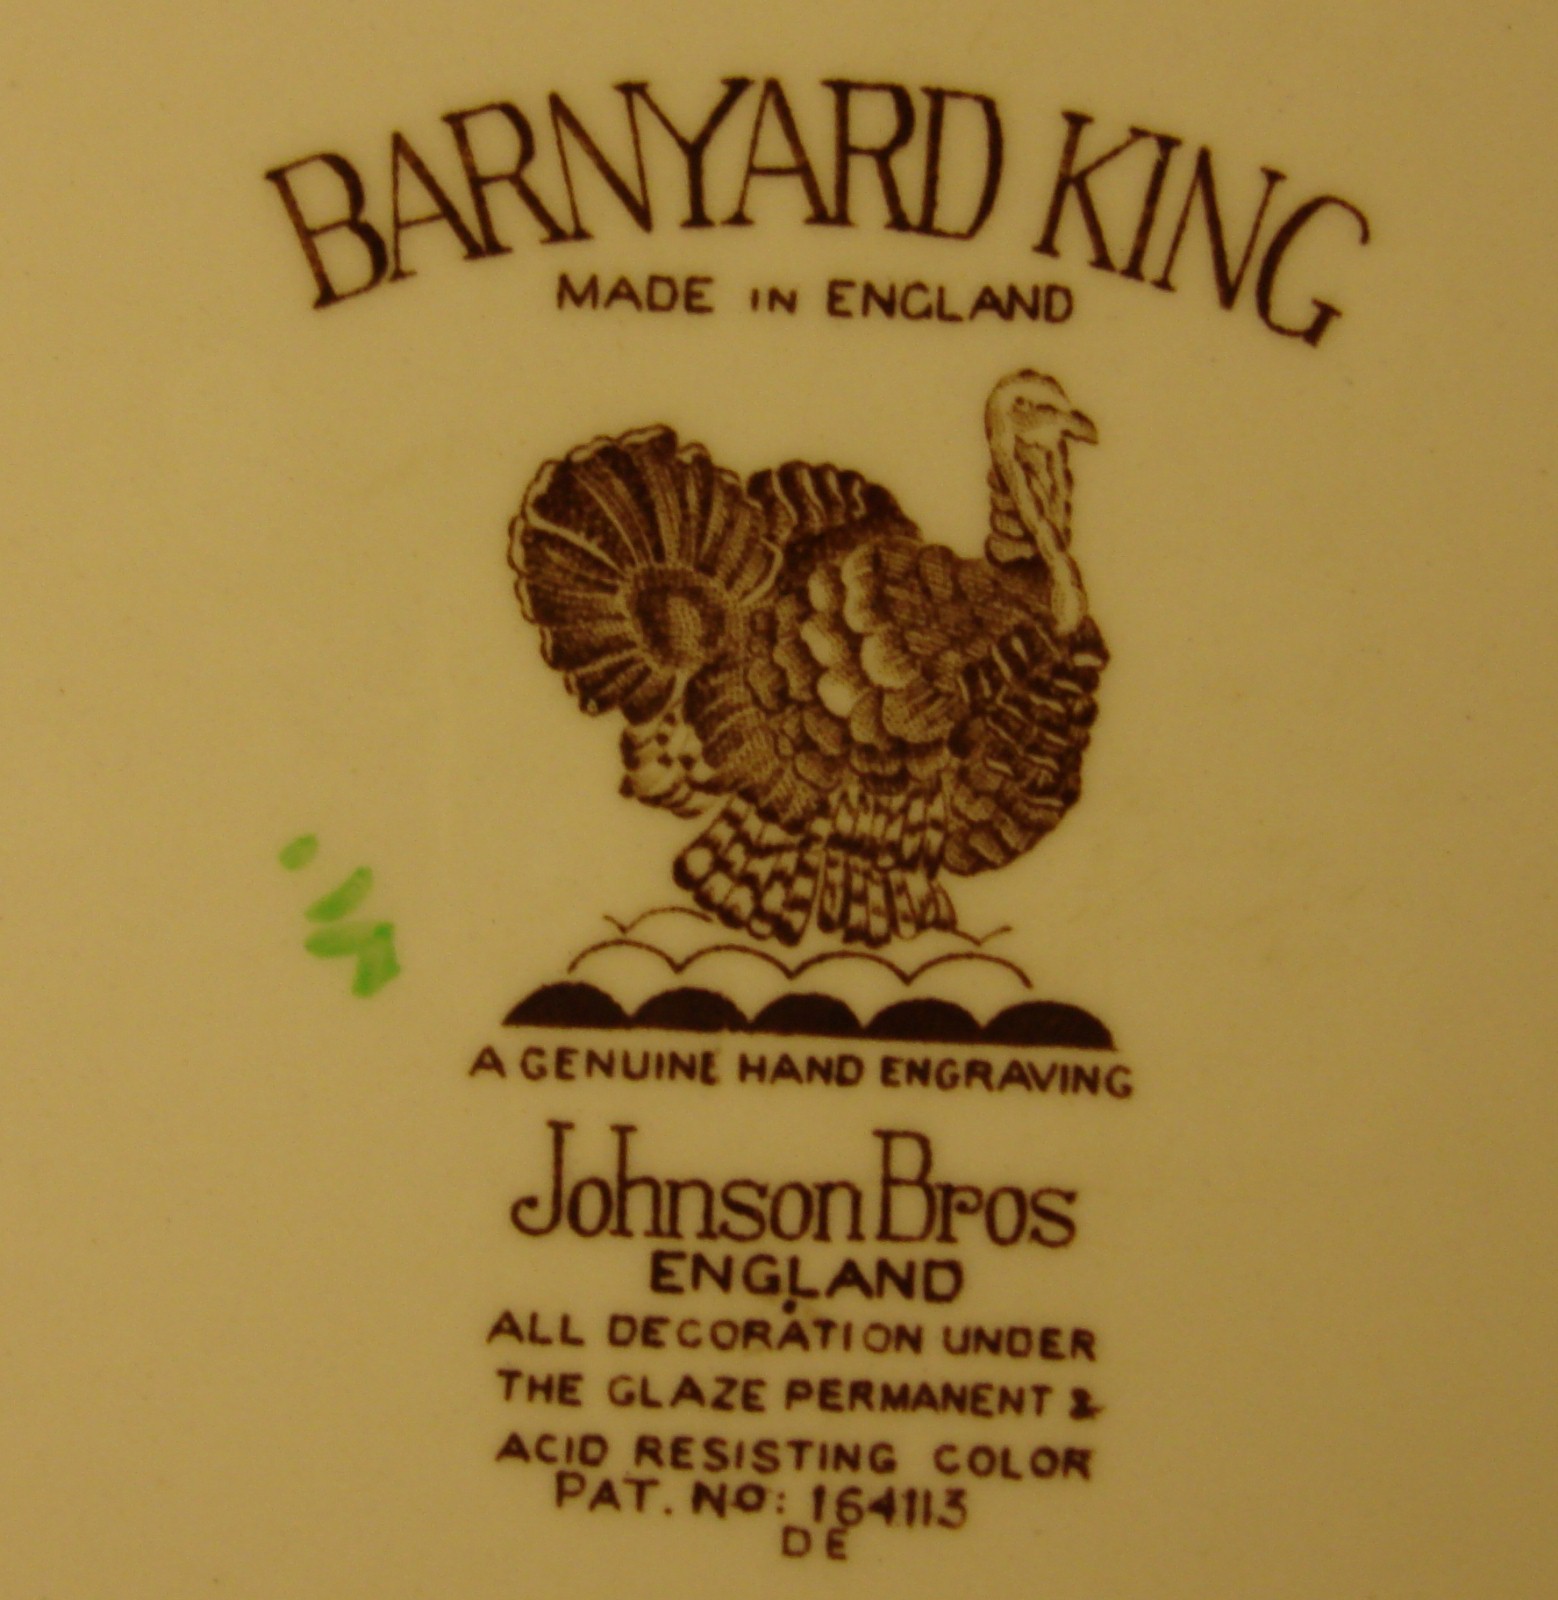 BARNYARD KING
MADE IN ENGLAND
A GENUINE HAND ENGRAVING
Johnson Bros
ENGLAND
ALL DECORATION UNDER
THE GLAZE PERMANENT &
ACID RESISTING COLOR
PAT. NO: 164113
DE